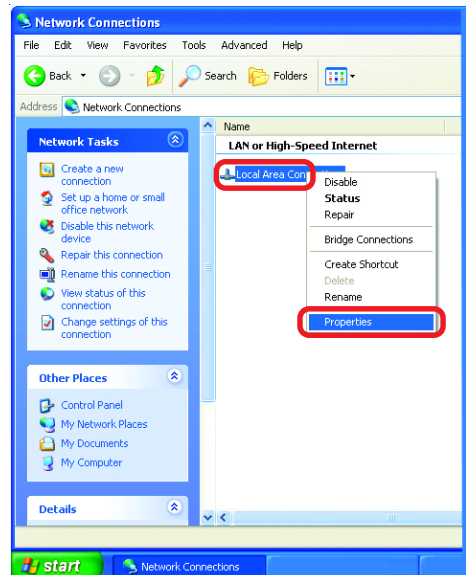 Network Connections
File Edit View Favorites Tools Advanced Help
Back Search Folders
Address Network Connections
Network Tasks
Create a new
connection
Set up a home or small
office network
Disable this network
device
Repair this connection
Rename this connection
View status of this
connection
Change settings of this
connection
Other Places
Control Panel
My Network Places
My Documents
My Computer
Details
Name
LAN or High-Speed Internet
Local Area
Disable
Status
Repair
Bridge Connections
Create Shortcut
Delete
Rename
Properties
start Network Connections